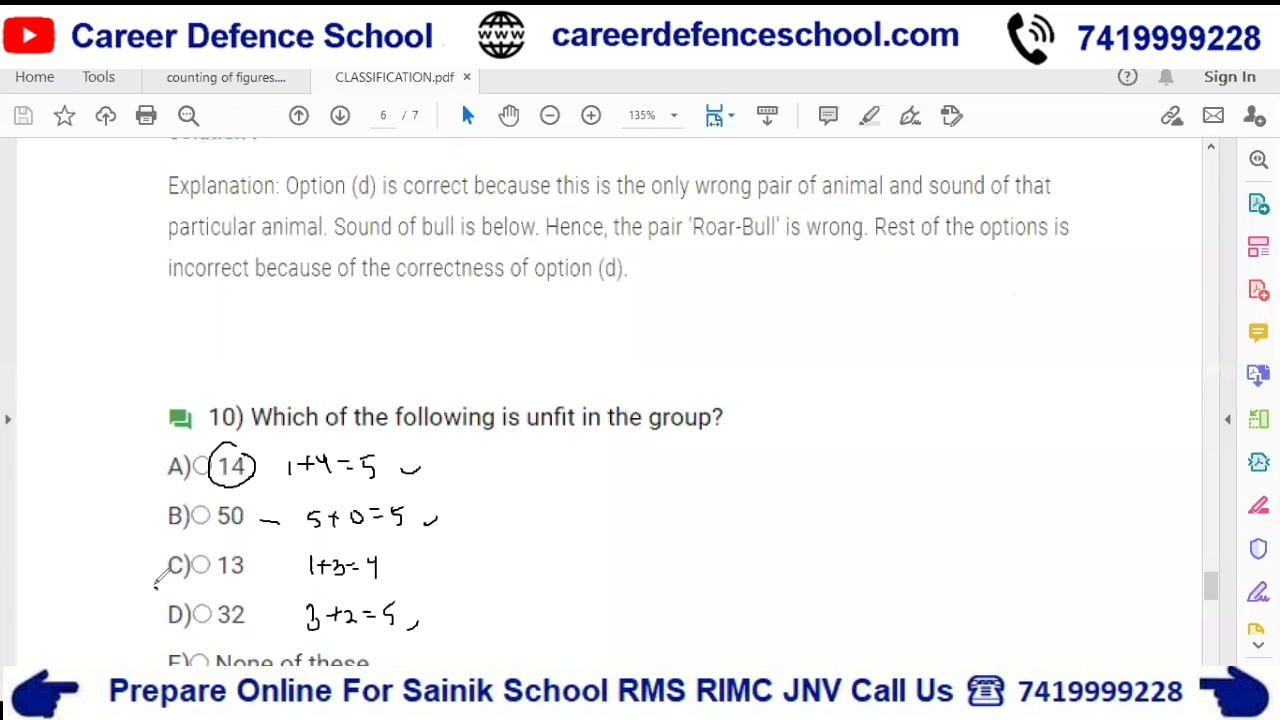 Career Defence School careerdefenceschool.com 7419999228
Home Tools counting of figures.... CLASSIFICATION.pdf × Sign In
6 / 7 135%
Explanation: Option (d) is correct because this is the only wrong pair of animal and sound of that
particular animal. Sound of bull is below. Hence, the pair 'Roar-Bull' is wrong. Rest of the options is
incorrect because of the correctness of option (d).
10) Which of the following is unfit in the group?
A) 14 1+4=5
B) 50 5+0=5
C) 13 1+3=4
D) 32 3+2=5
E) None of these
Prepare Online For Sainik School RMS RIMC JNV Call Us 7419999228